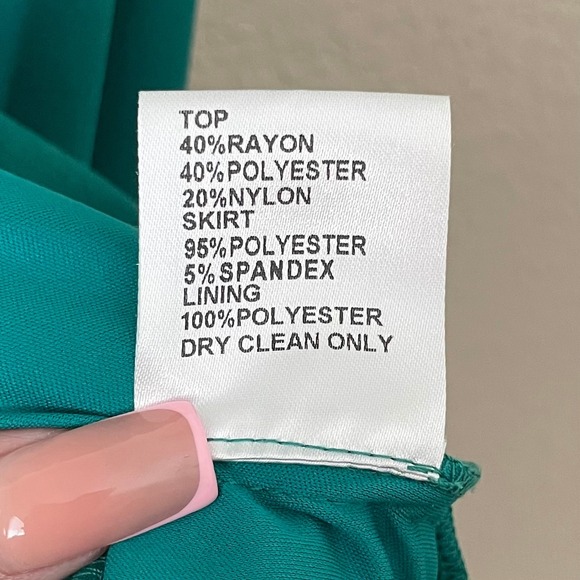 TOP
40%RAYON
40%POLYESTER
20%NYLON
SKIRT
95%POLYESTER
5%SPANDEX
LINING
100%POLYESTER
DRY CLEAN ONLY